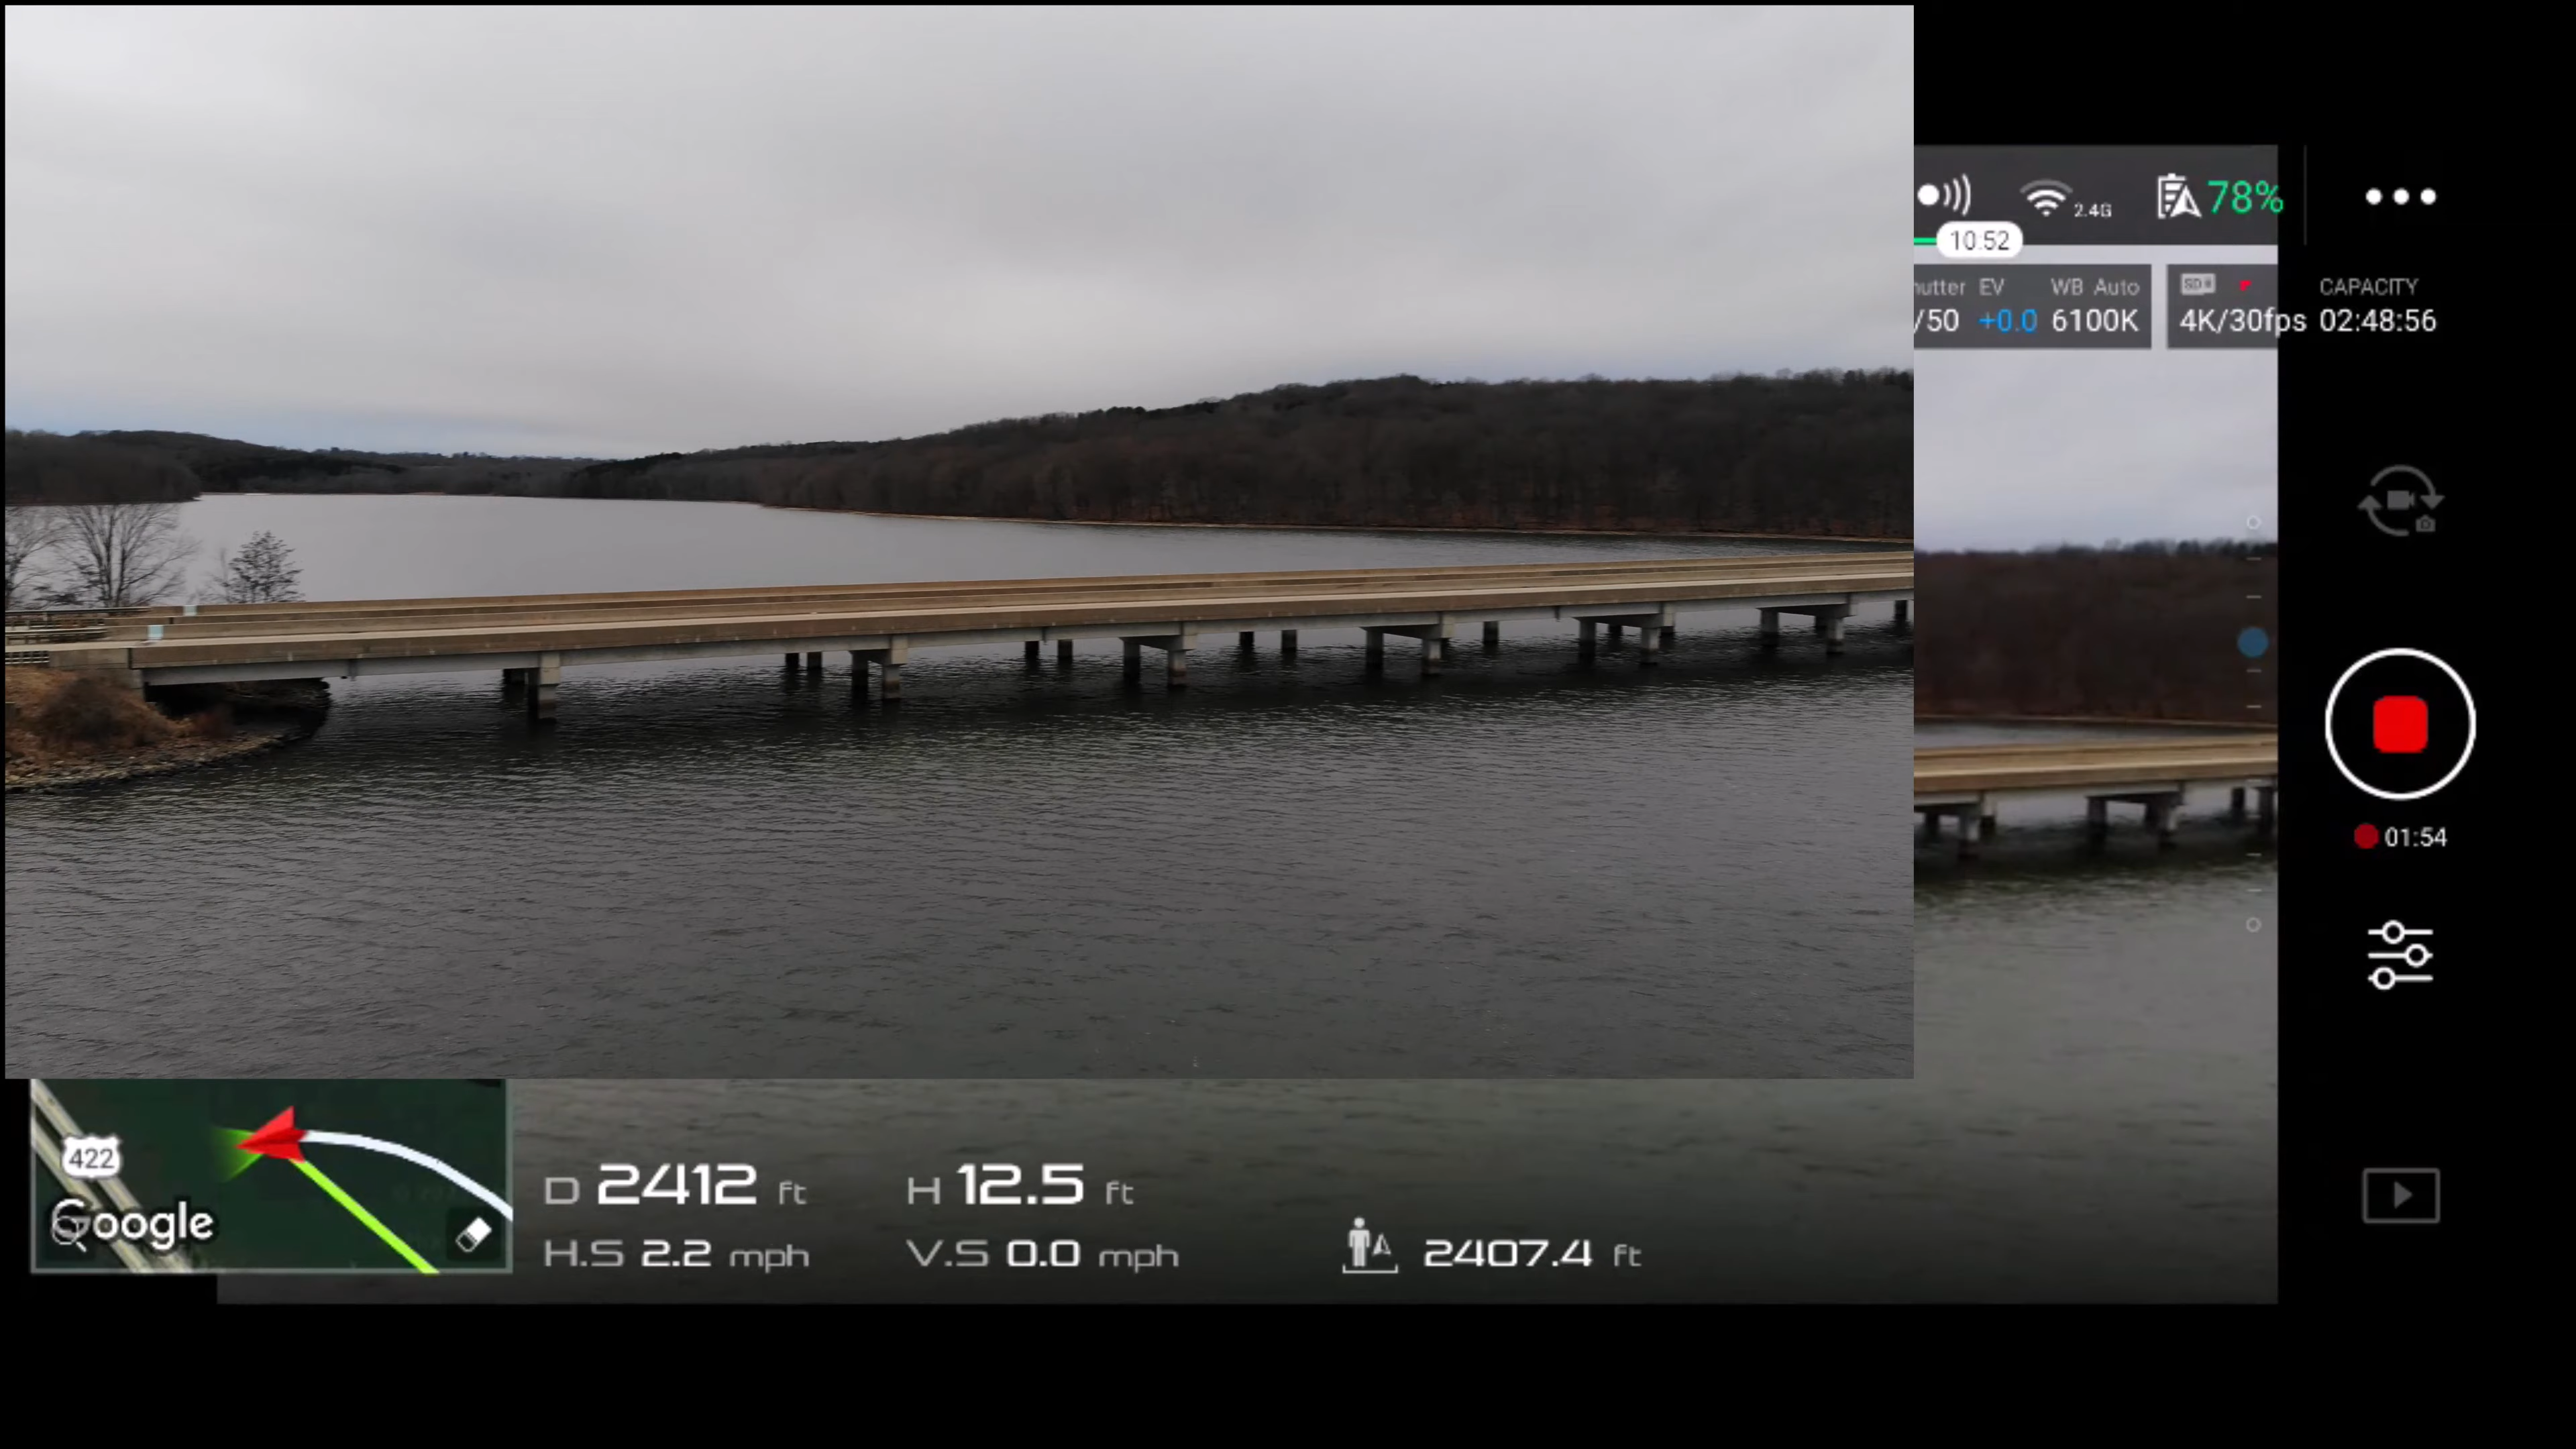 2.4G
78%
10:52
utter EV WB Auto
/50 +0.0 6100K
SD
4K/30fps
CAPACITY
02:48:56
01:54
422
Google
D 2412 ft H 12.5 ft
H.S 2.2 mph V.S 0.0 mph 2407.4 ft